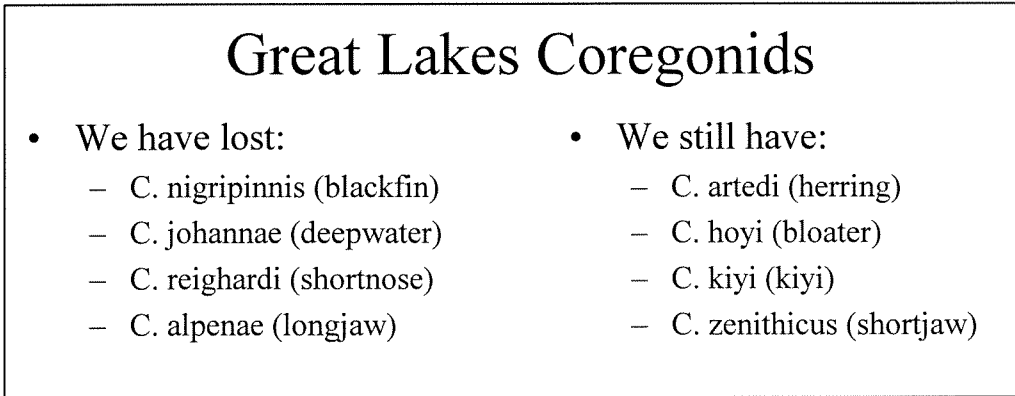 Great Lakes Coregonids
• We have lost:
– C. nigripinnis (blackfin)
– C. johannae (deepwater)
– C. reighardi (shortnose)
– C. alpenae (longjaw)
• We still have:
– C. artedi (herring)
– C. hoyi (bloater)
– C. kiyi (kiyi)
– C. zenithicus (shortjaw)